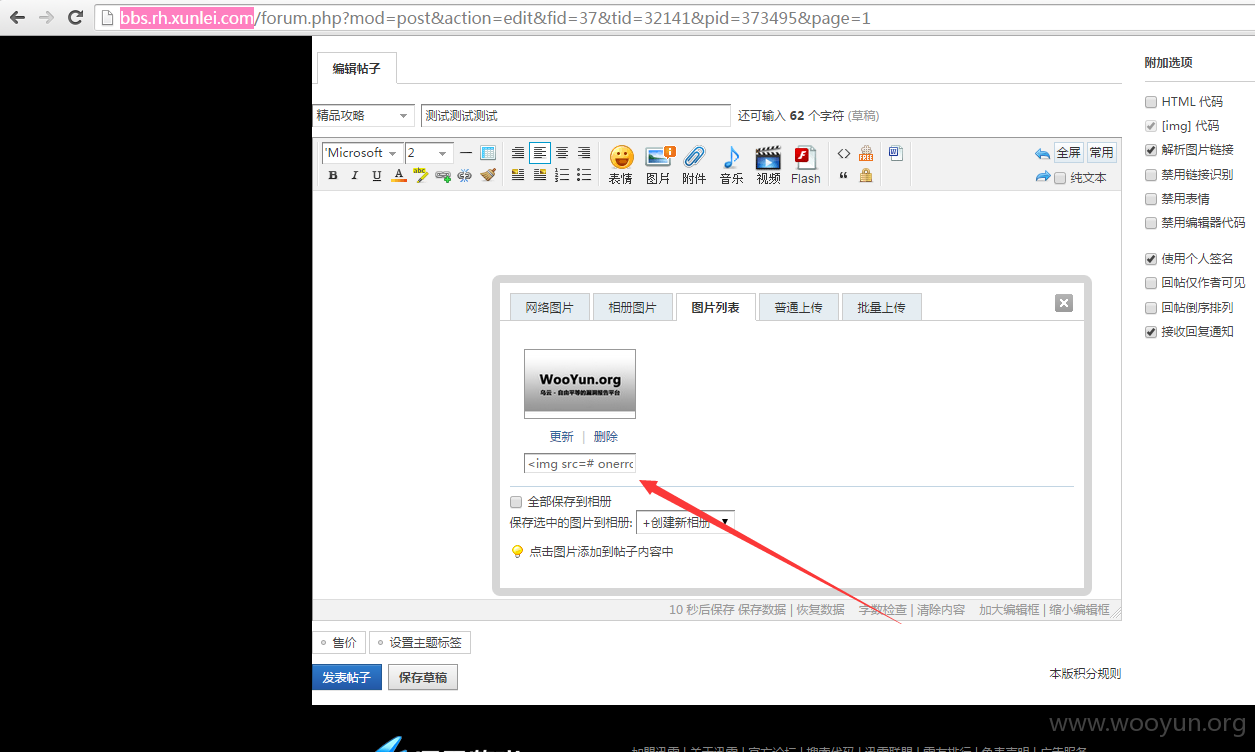 bbs.rh.xunlei.com/forum.php?mod=post&action=edit&fid=37&tid=32141&pid=373495&page=1
编辑帖子
附加选项
精品攻略 测试测试测试 还可输入 62 个字符 (草稿)
HTML 代码
[img] 代码
解析图片链接
禁用链接识别
禁用表情
禁用编辑器代码
使用个人签名
回帖仅作者可见
回帖倒序排列
接收回复通知
'Microsoft 2 全屏 常用
B I U A abc 表情 图片 附件 音乐 视频 Flash 纯文本
网络图片 相册图片 图片列表 普通上传 批量上传
WooYun.org
乌云 - 自由平等的漏洞报告平台
更新 | 删除
<img src=# onerro
全部保存到相册
保存选中的图片到相册: +创建新相册
点击图片添加到帖子内容中
10 秒后保存 保存数据 | 恢复数据 字数检查 | 清除内容 加大编辑框 | 缩小编辑框
售价 设置主题标签
发表帖子 保存草稿 本版积分规则
www.wooyun.org